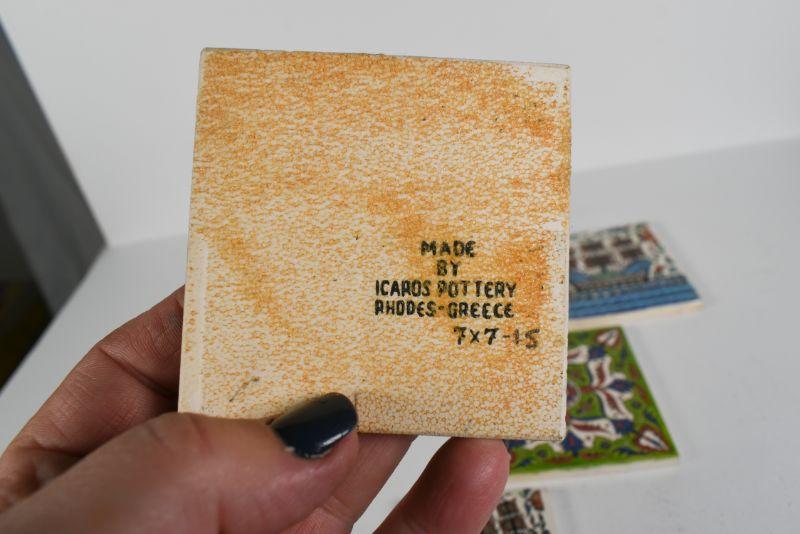 MADE
BY
ICAROS POTTERY
RHODES-GREECE
7x7-15